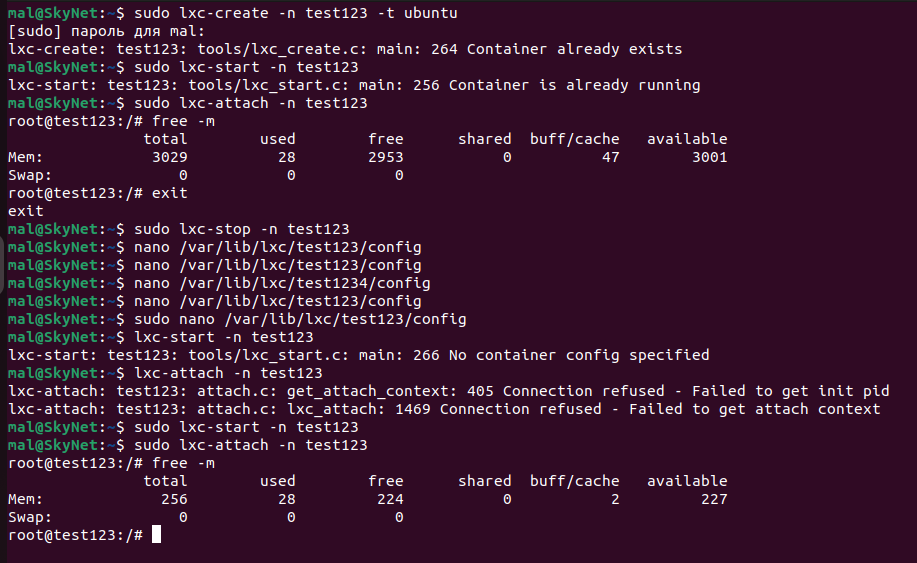 mal@SkyNet:~$ sudo lxc-create -n test123 -t ubuntu
[sudo] пароль для mal:
lxc-create: test123: tools/lxc_create.c: main: 264 Container already exists
mal@SkyNet:~$ sudo lxc-start -n test123
lxc-start: test123: tools/lxc_start.c: main: 256 Container is already running
mal@SkyNet:~$ sudo lxc-attach -n test123
root@test123:/# free -m
total used free shared buff/cache available
Mem: 3029 28 2953 0 47 3001
Swap: 0 0 0
root@test123:/# exit
exit
mal@SkyNet:~$ sudo lxc-stop -n test123
mal@SkyNet:~$ nano /var/lib/lxc/test123/config
mal@SkyNet:~$ nano /var/lib/lxc/test123/config
mal@SkyNet:~$ nano /var/lib/lxc/test1234/config
mal@SkyNet:~$ nano /var/lib/lxc/test123/config
mal@SkyNet:~$ sudo nano /var/lib/lxc/test123/config
mal@SkyNet:~$ lxc-start -n test123
lxc-start: test123: tools/lxc_start.c: main: 266 No container config specified
mal@SkyNet:~$ lxc-attach -n test123
lxc-attach: test123: attach.c: get_attach_context: 405 Connection refused - Failed to get init pid
lxc-attach: test123: attach.c: lxc_attach: 1469 Connection refused - Failed to get attach context
mal@SkyNet:~$ sudo lxc-start -n test123
mal@SkyNet:~$ sudo lxc-attach -n test123
root@test123:/# free -m
total used free shared buff/cache available
Mem: 256 28 224 0 2 227
Swap: 0 0 0
root@test123:/#